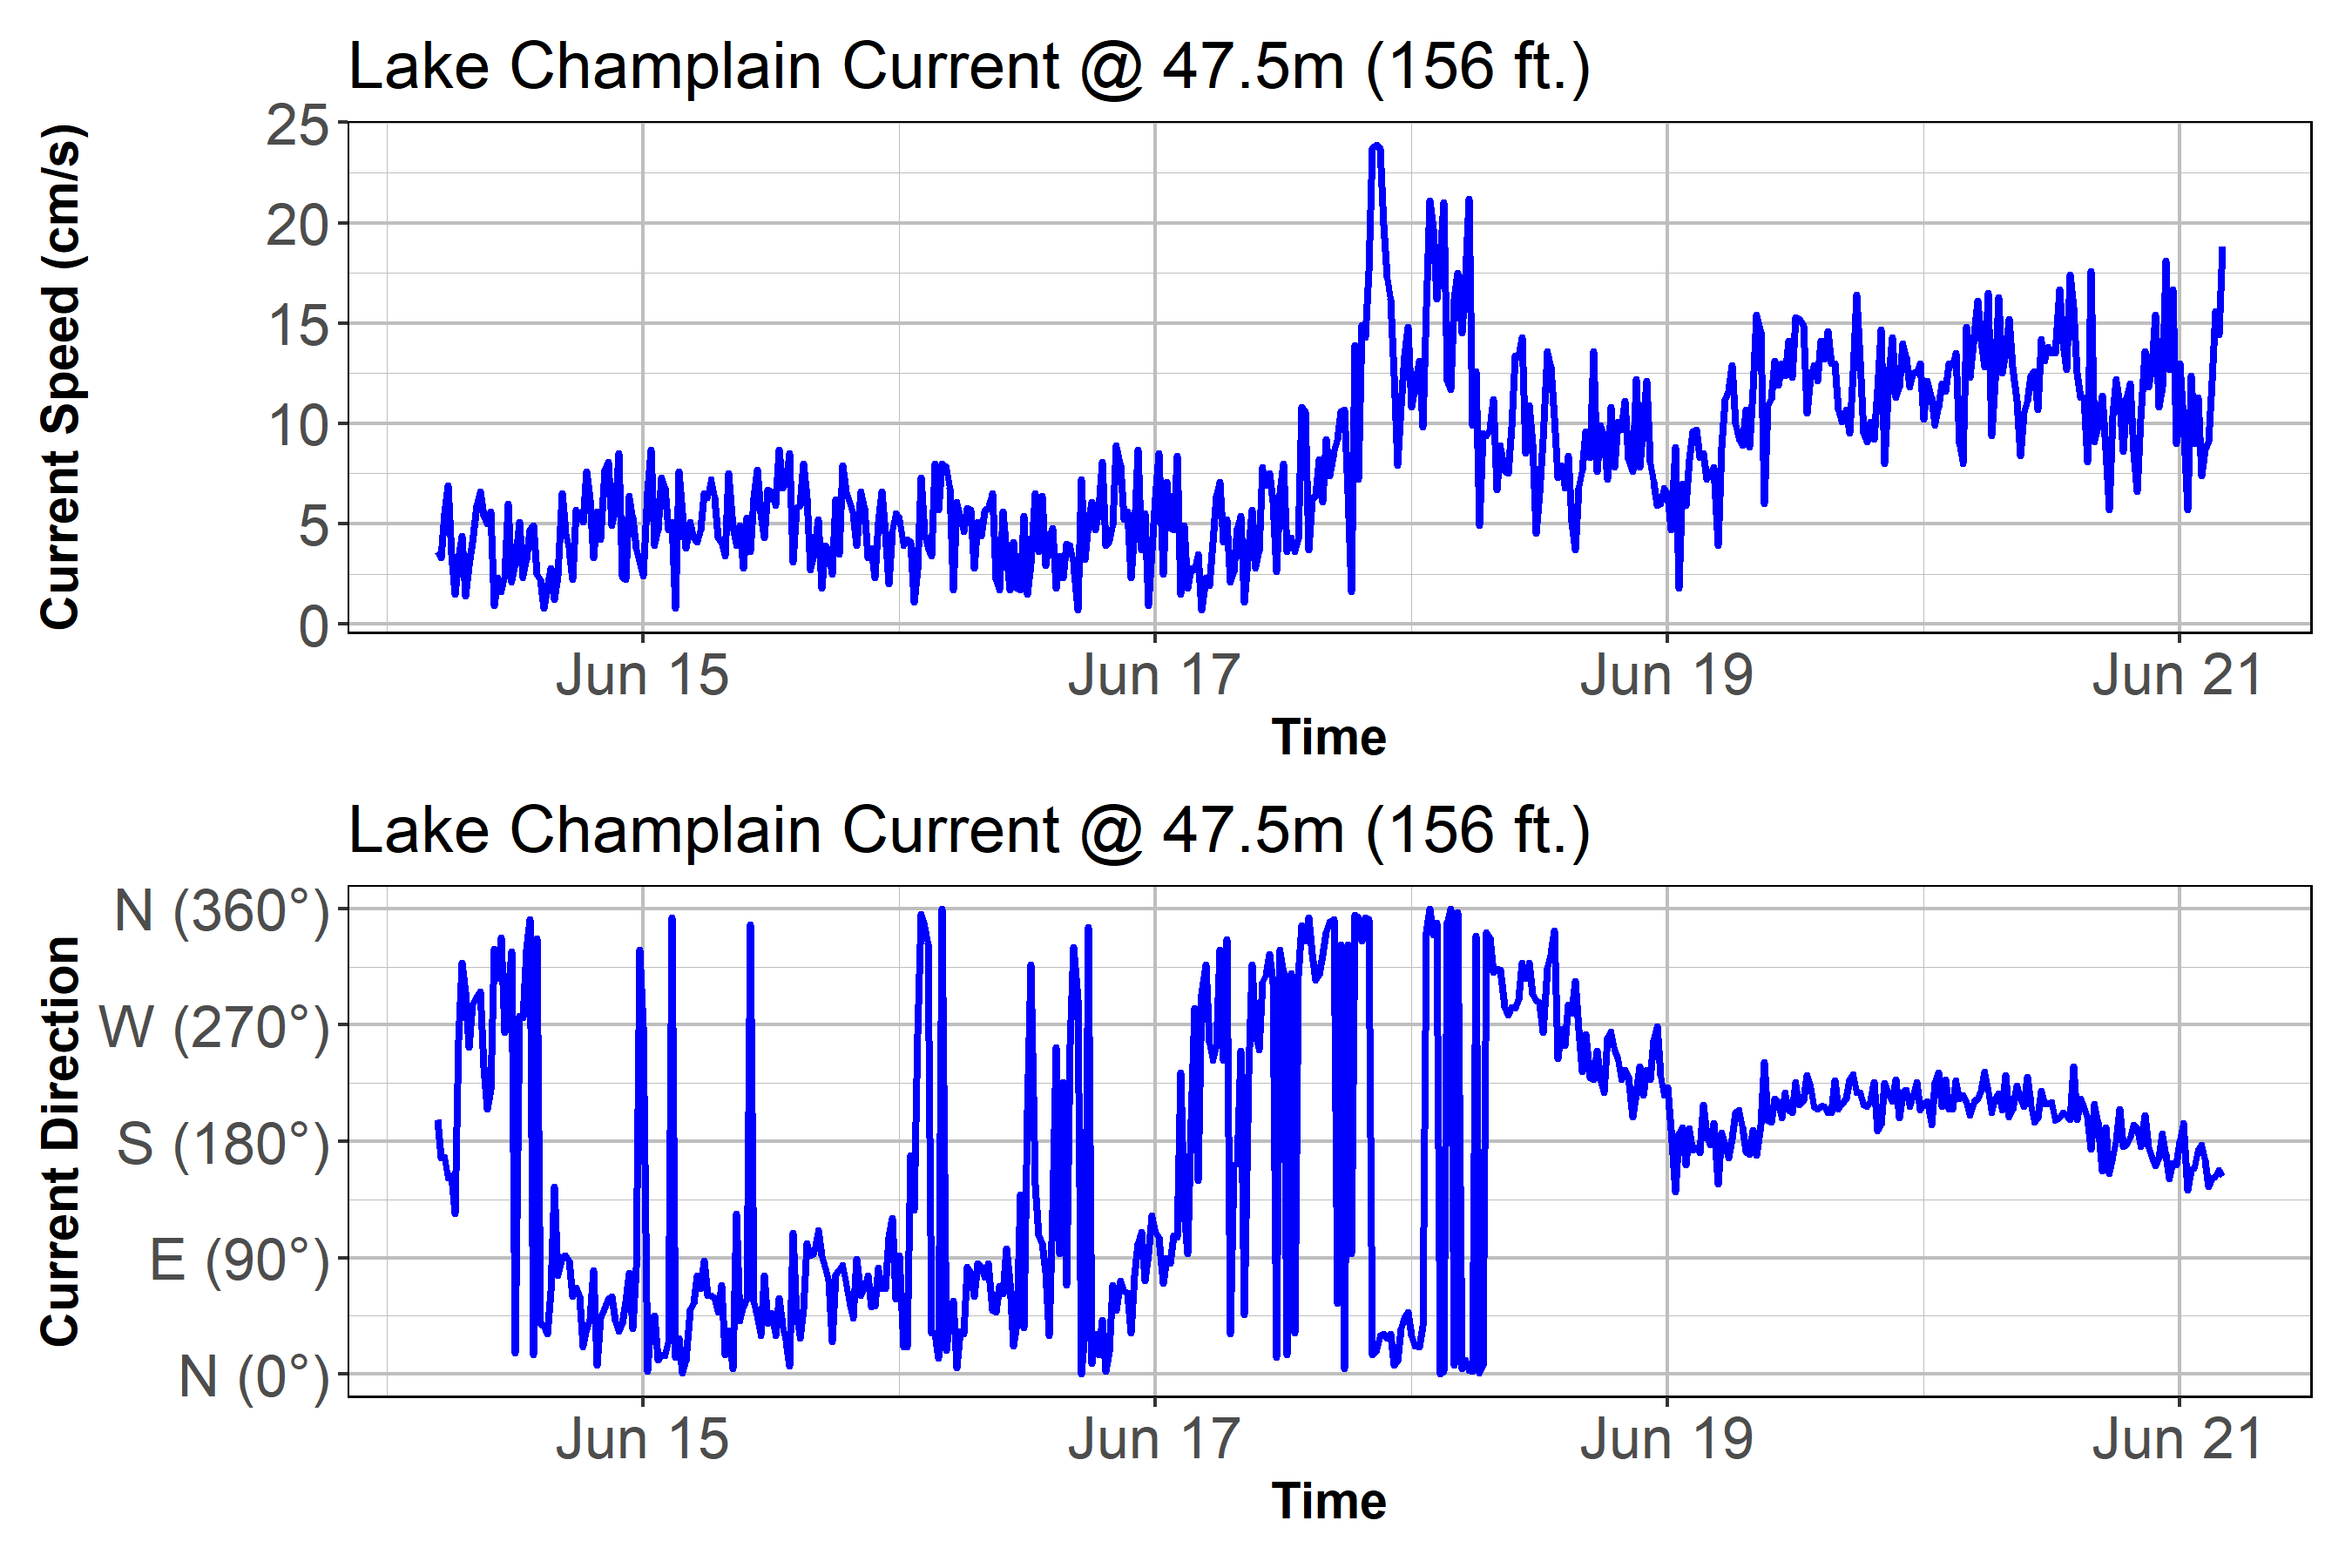 Lake Champlain Current @ 47.5m (156 ft.)
Current Speed (cm/s)
25
20
15
10
5
0
Jun 15 Jun 17 Jun 19 Jun 21
Time
Lake Champlain Current @ 47.5m (156 ft.)
Current Direction
N (360°)
W (270°)
S (180°)
E (90°)
N (0°)
Jun 15 Jun 17 Jun 19 Jun 21
Time